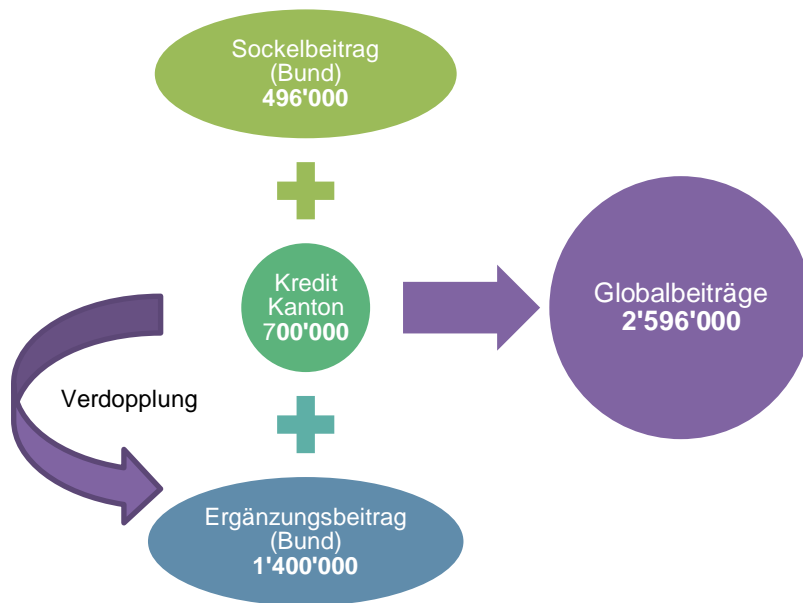 Sockelbeitrag
(Bund)
496'000
Kredit
Kanton
700'000
Globalbeiträge
2'596'000
Verdopplung
Ergänzungsbeitrag
(Bund)
1'400'000